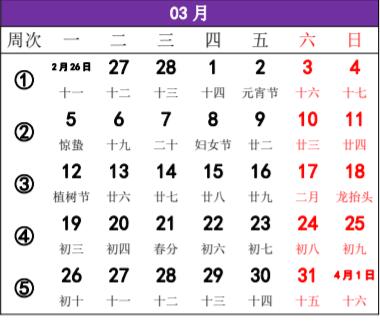 03 月
周次 一 二 三 四 五 六 日
① 2月26日 27 28 1 2 3 4
十一 十二 十三 十四 元宵节 十六 十七
② 5 6 7 8 9 10 11
惊蛰 十九 二十 妇女节 廿二 廿三 廿四
③ 12 13 14 15 16 17 18
植树节 廿六 廿七 廿八 廿九 二月 龙抬头
④ 19 20 21 22 23 24 25
初三 初四 春分 初六 初七 初八 初九
⑤ 26 27 28 29 30 31 4月1日
初十 十一 十二 十三 十四 十五 十六